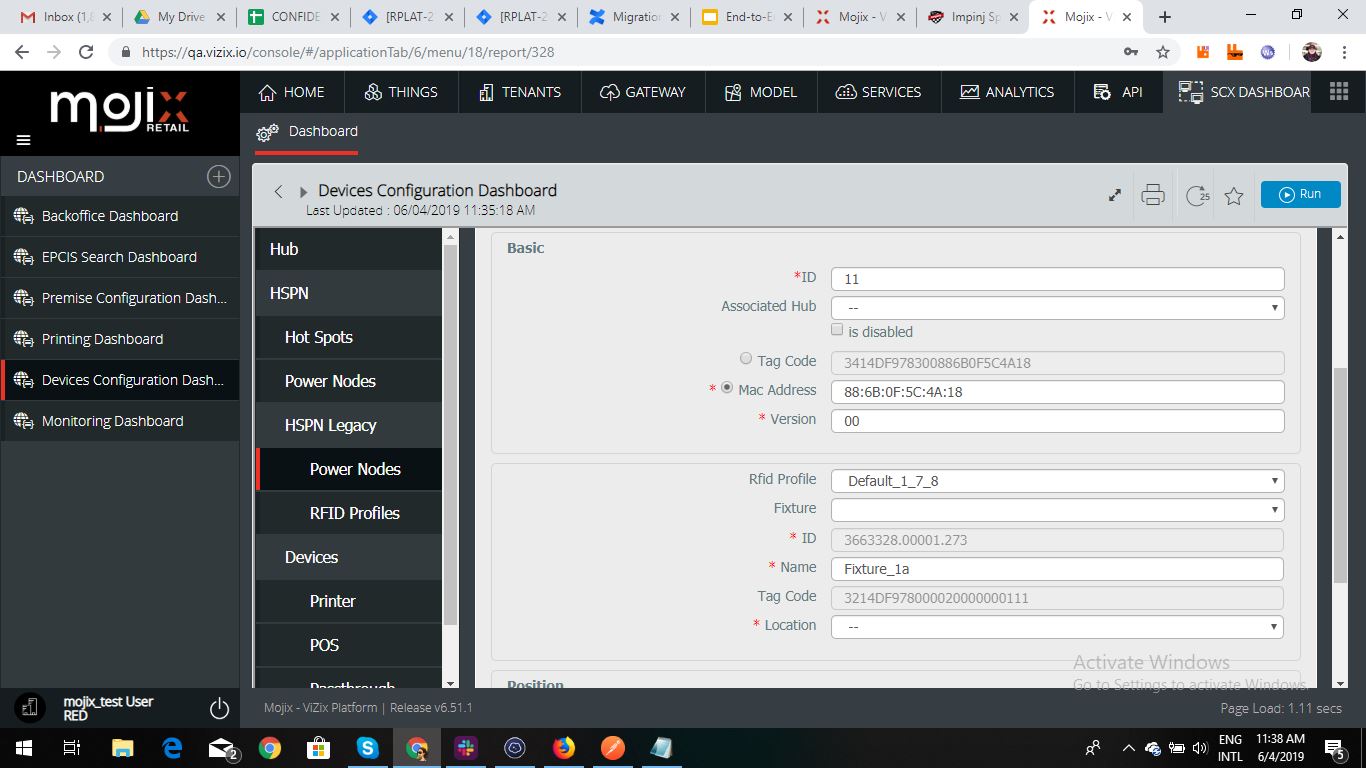 Inbox (1,8
My Drive
CONFIDE
[RPLAT-2
[RPLAT-2
Migration
End-to-E
Mojix - V
Impinj Sp
Mojix - V
https://qa.vizix.io/console/#/applicationTab/6/menu/18/report/328
mojix
RETAIL
HOME
THINGS
TENANTS
GATEWAY
MODEL
SERVICES
ANALYTICS
API
SCX DASHBOAR
Dashboard
DASHBOARD
Backoffice Dashboard
EPCIS Search Dashboard
Premise Configuration Dash...
Printing Dashboard
Devices Configuration Dash...
Monitoring Dashboard
Devices Configuration Dashboard
Last Updated : 06/04/2019 11:35:18 AM
25
Run
Hub
HSPN
Hot Spots
Power Nodes
HSPN Legacy
Power Nodes
RFID Profiles
Devices
Printer
POS
Passthrough
Basic
*ID 11
Associated Hub --
is disabled
Tag Code 3414DF978300886B0F5C4A18
* Mac Address 88:6B:0F:5C:4A:18
* Version 00
Rfid Profile Default_1_7_8
Fixture
* ID 3663328.00001.273
* Name Fixture_1a
Tag Code 3214DF978000020000000111
* Location --
Position
Activate Windows
Go to Settings to activate Windows.
mojix_test User
RED
Mojix - ViZix Platform | Release v6.51.1
Page Load: 1.11 secs
2
ENG
INTL
11:38 AM
6/4/2019
5